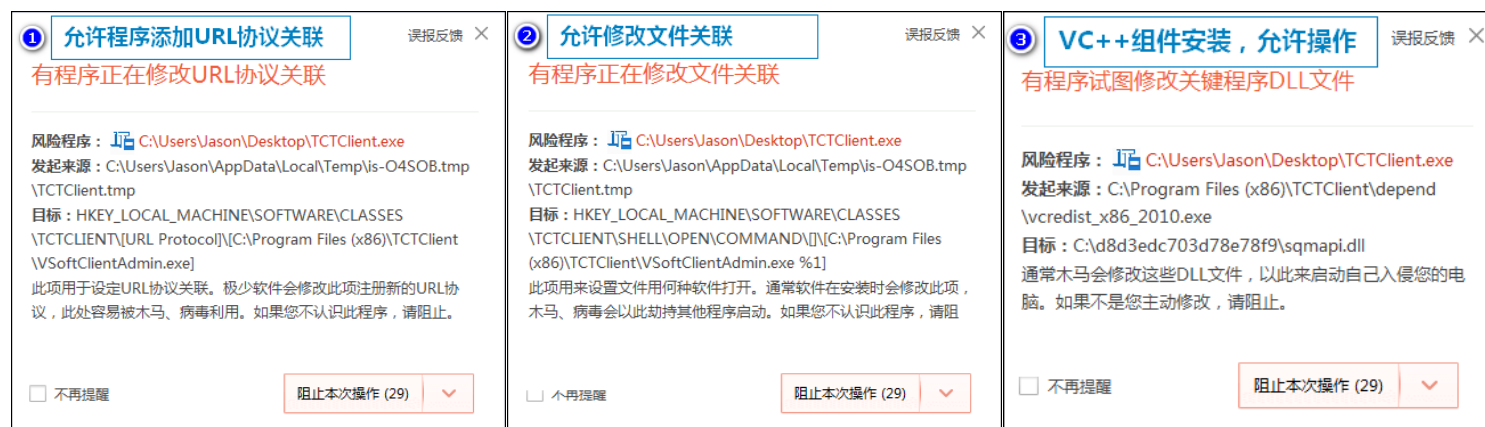 1 允许程序添加URL协议关联
误报反馈
有程序正在修改URL协议关联
风险程序： C:\Users\Jason\Desktop\TCTClient.exe
发起来源：C:\Users\Jason\AppData\Local\Temp\is-O4SOB.tmp
\TCTClient.tmp
目标：HKEY_LOCAL_MACHINE\SOFTWARE\CLASSES
\TCTCLIENT\[URL Protocol]\[C:\Program Files (x86)\TCTClient
\VSoftClientAdmin.exe]
此项用于设定URL协议关联。极少软件会修改此项注册新的URL协
议，此处容易被木马、病毒利用。如果您不认识此程序，请阻止。
不再提醒
阻止本次操作 (29)
2 允许修改文件关联
误报反馈
有程序正在修改文件关联
风险程序： C:\Users\Jason\Desktop\TCTClient.exe
发起来源：C:\Users\Jason\AppData\Local\Temp\is-O4SOB.tmp
\TCTClient.tmp
目标：HKEY_LOCAL_MACHINE\SOFTWARE\CLASSES
\TCTCLIENT\SHELL\OPEN\COMMAND\[]\[C:\Program Files
(x86)\TCTClient\VSoftClientAdmin.exe %1]
此项用来设置文件用何种软件打开。通常软件在安装时会修改此项，
木马、病毒会以此劫持其他程序启动。如果您不认识此程序，请阻
不再提醒
阻止本次操作 (29)
3 VC++组件安装，允许操作
误报反馈
有程序试图修改关键程序DLL文件
风险程序： C:\Users\Jason\Desktop\TCTClient.exe
发起来源：C:\Program Files (x86)\TCTClient\depend
\vcredist_x86_2010.exe
目标：C:\d8d3edc703d78e78f9\sqmapi.dll
通常木马会修改这些DLL文件，以此来启动自己入侵您的电
脑。如果不是您主动修改，请阻止。
不再提醒
阻止本次操作 (29)